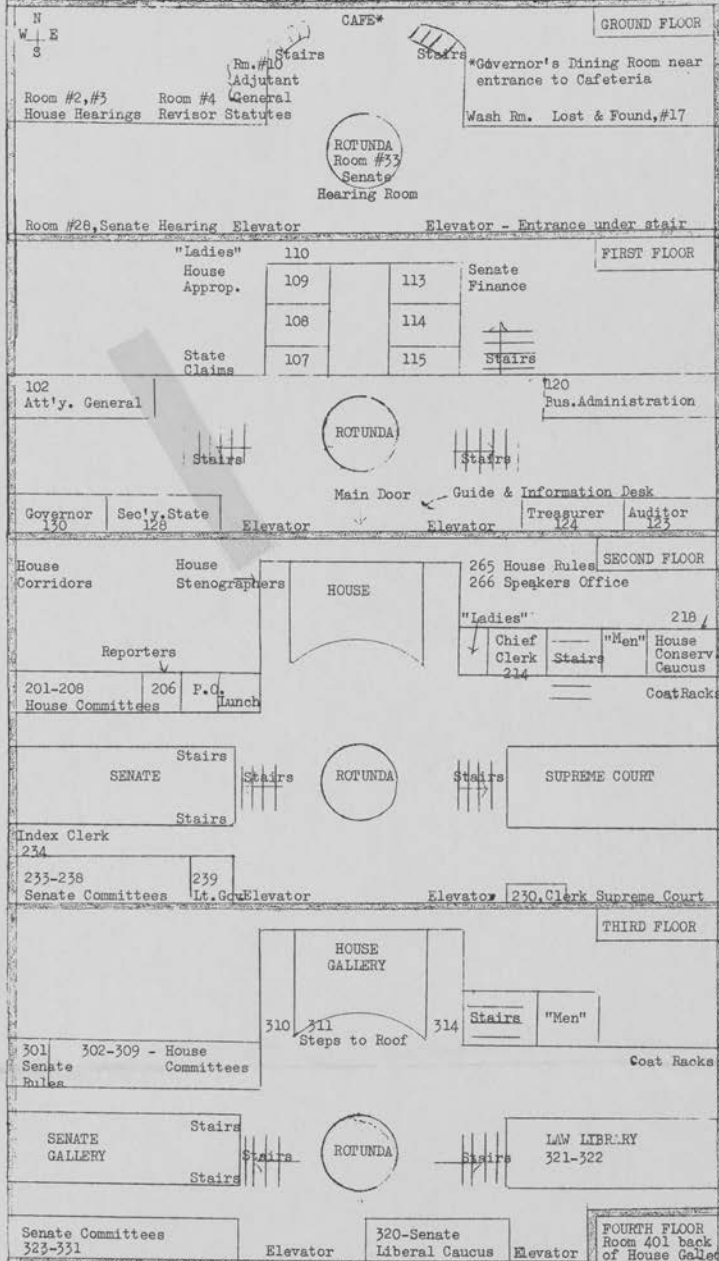 N
W E
S
CAFE*
GROUND FLOOR
Stairs
Stairs
*Governor's Dining Room near
entrance to Cafeteria
Rm.#10
Adjutant
General
Room #2,#3
House Hearings
Room #4
Revisor Statutes
Wash Rm. Lost & Found,#17
ROTUNDA
Room #33
Senate
Hearing Room
Room #28,Senate Hearing Elevator
Elevator - Entrance under stair
FIRST FLOOR
"Ladies" 110
House
Approp.
109
113
Senate
Finance
108
114
State
Claims
107
115
Stairs
102
Att'y. General
120
Bus.Administration
ROTUNDA
Stairs
Stairs
Main Door
Guide & Information Desk
Governor
130
Sec'y.State
128
Elevator
Elevator
Treasurer
124
Auditor
123
SECOND FLOOR
House
Corridors
House
Stenographers
HOUSE
265 House Rules
266 Speakers Office
"Ladies"
218
Chief
Clerk
214
Stairs
"Men"
House
Conserv
Caucus
Reporters
201-208
House Committees
206
P.O.
Lunch
CoatRacks
Stairs
SENATE
Stairs
Stairs
ROTUNDA
Stairs
SUPREME COURT
Index Clerk
234
233-238
Senate Committees
239
Lt.Gov
Elevator
Elevator
230,Clerk Supreme Court
THIRD FLOOR
HOUSE
GALLERY
310 311
Steps to Roof
314
Stairs
"Men"
301
Senate
Rules
302-309 - House
Committees
Coat Racks
Stairs
SENATE
GALLERY
Stairs
Stairs
ROTUNDA
Stairs
LAW LIBRARY
321-322
Senate Committees
323-331
Elevator
320-Senate
Liberal Caucus
Elevator
FOURTH FLOOR
Room 401 back
of House Galler